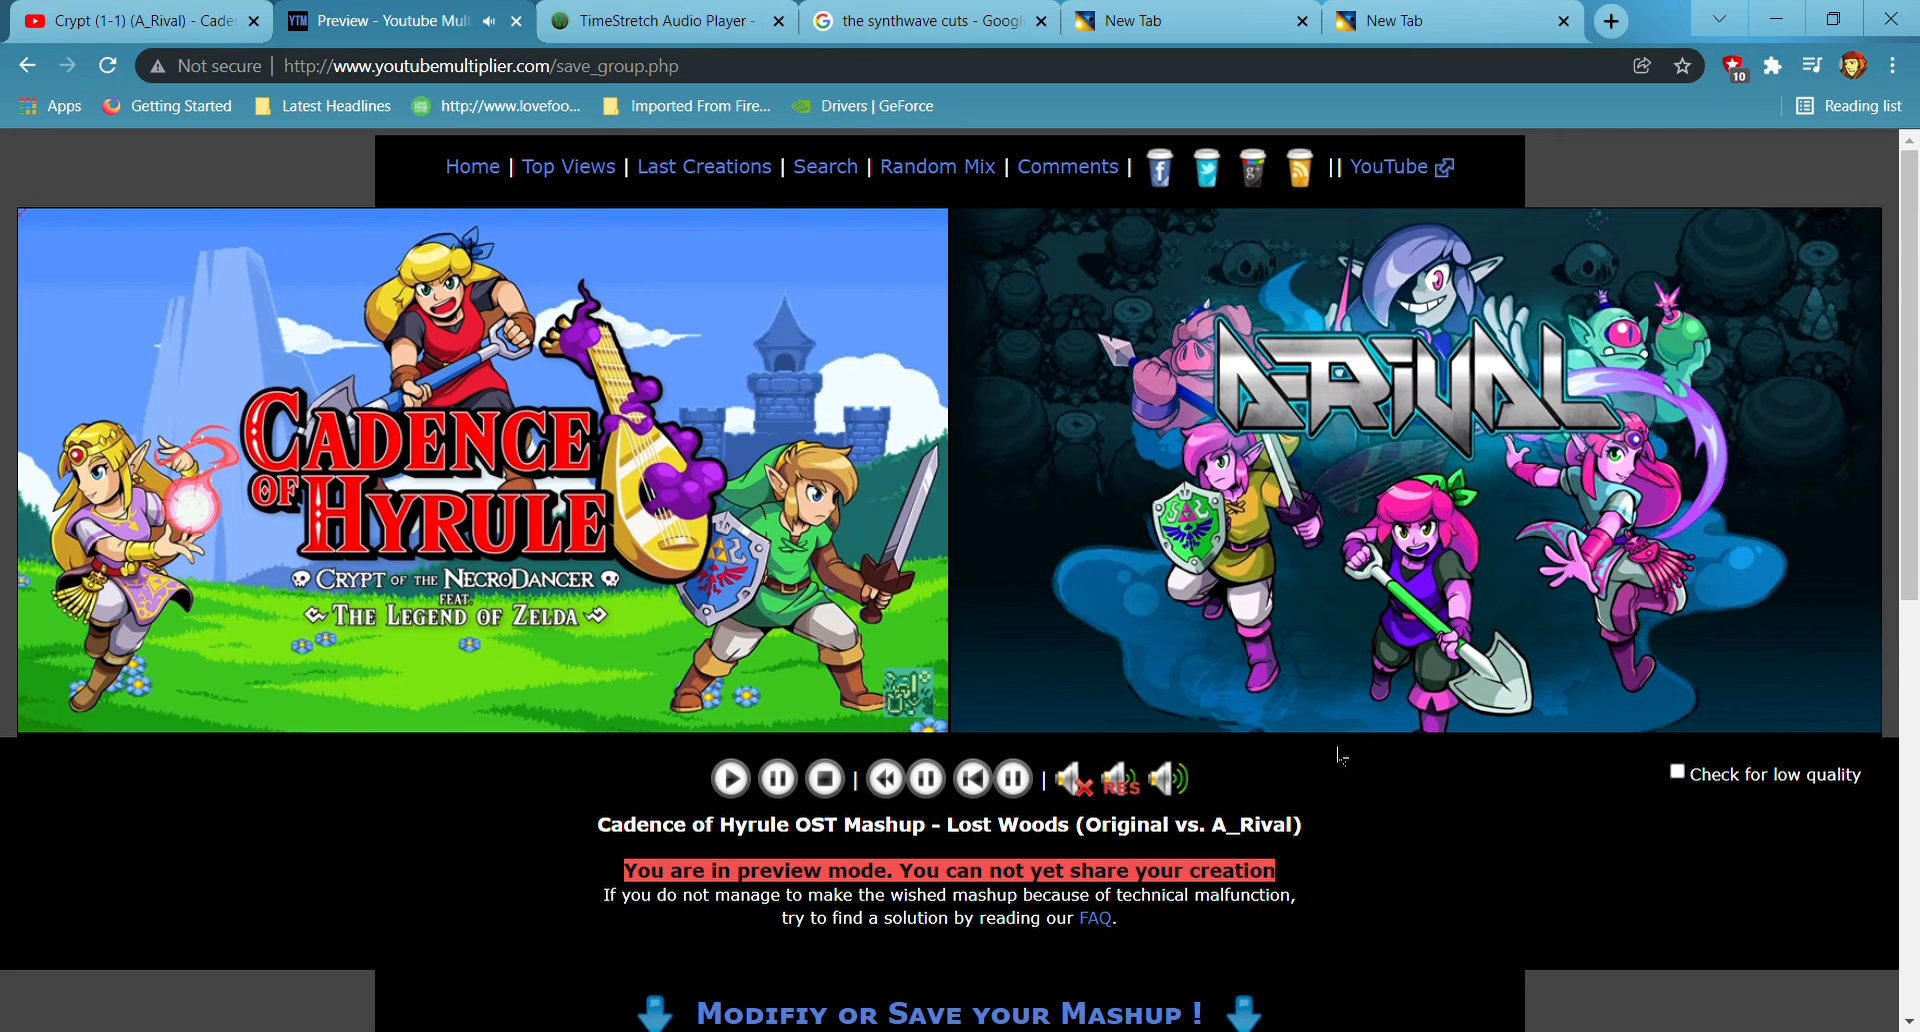 Crypt (1-1) (A_Rival) - Cade
Preview - Youtube Mult
TimeStretch Audio Player -
the synthwave cuts - Googl
New Tab
New Tab
Not secure
http://www.youtubemultiplier.com/save_group.php
10
Apps
Getting Started
Latest Headlines
http://www.lovefoo...
Imported From Fire...
Drivers | GeForce
Reading list
Home | Top Views | Last Creations | Search | Random Mix | Comments | || YouTube
CADENCE
OF HYRULE
CRYPT OF THE NECRODANCER
FEAT.
THE LEGEND OF ZELDA
A-RIVAL
RES
Check for low quality
Cadence of Hyrule OST Mashup - Lost Woods (Original vs. A_Rival)
You are in preview mode. You can not yet share your creation
If you do not manage to make the wished mashup because of technical malfunction,
try to find a solution by reading our FAQ.
MODIFIY OR SAVE YOUR MASHUP !